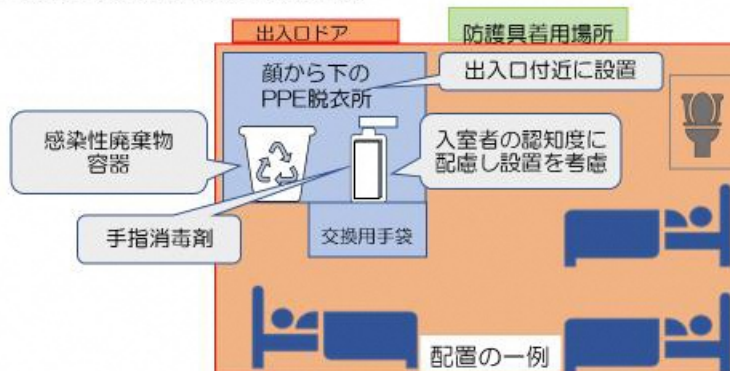 出入口ドア
防護具着用場所
顔から下の
PPE脱衣所
出入口付近に設置
感染性廃棄物
容器
入室者の認知度に
配慮し設置を考慮
手指消毒剤
交換用手袋
配置の一例